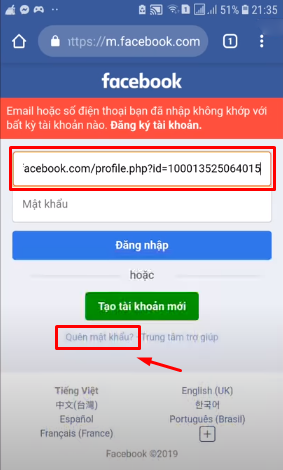 51% 21:35
https://m.facebook.com 1
facebook
Email hoặc số điện thoại bạn đã nhập không khớp với
bất kỳ tài khoản nào. Đăng ký tài khoản.
facebook.com/profile.php?id=100013525064015
Mật khẩu
Đăng nhập
hoặc
Tạo tài khoản mới
Quên mật khẩu? · Trung tâm trợ giúp
Tiếng Việt English (UK)
中文(台灣) 한국어
Español Português (Brasil)
Français (France) +
Facebook ©2019